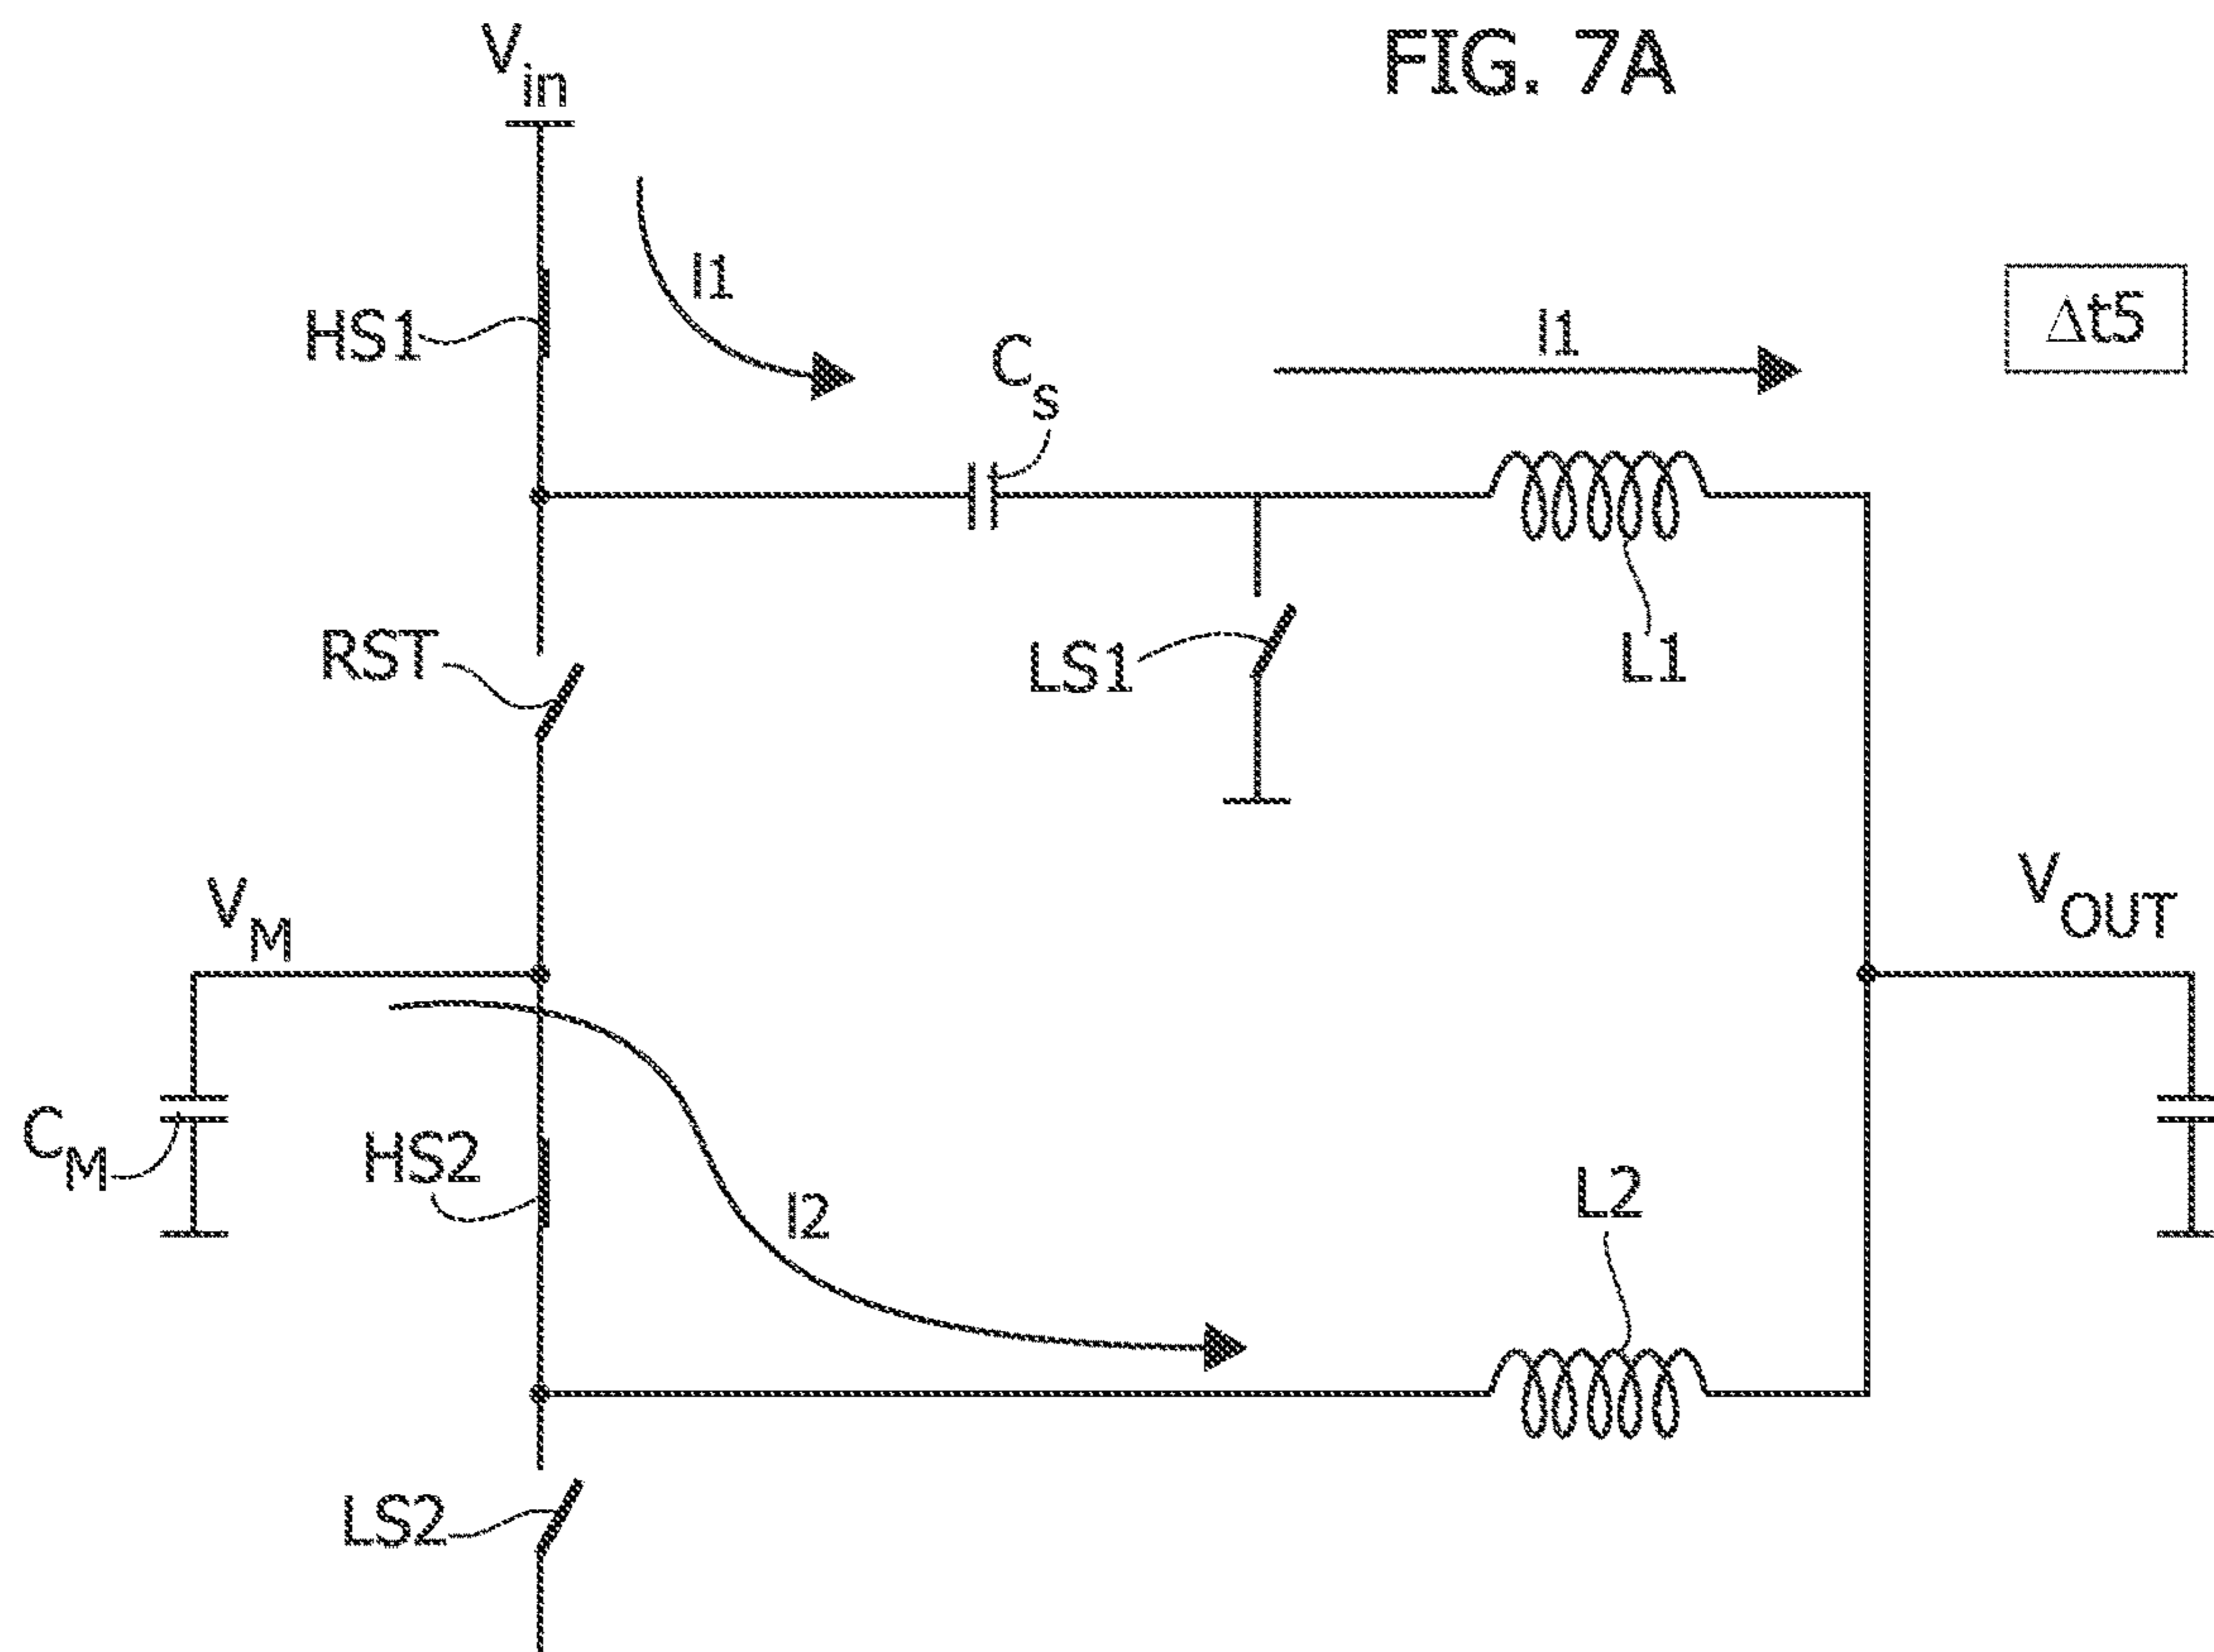 FIG. 7A
Vin
I1
I1
Δt5
HS1
Cs
RST
LS1
L1
VM
VOUT
CM
HS2
I2
L2
LS2